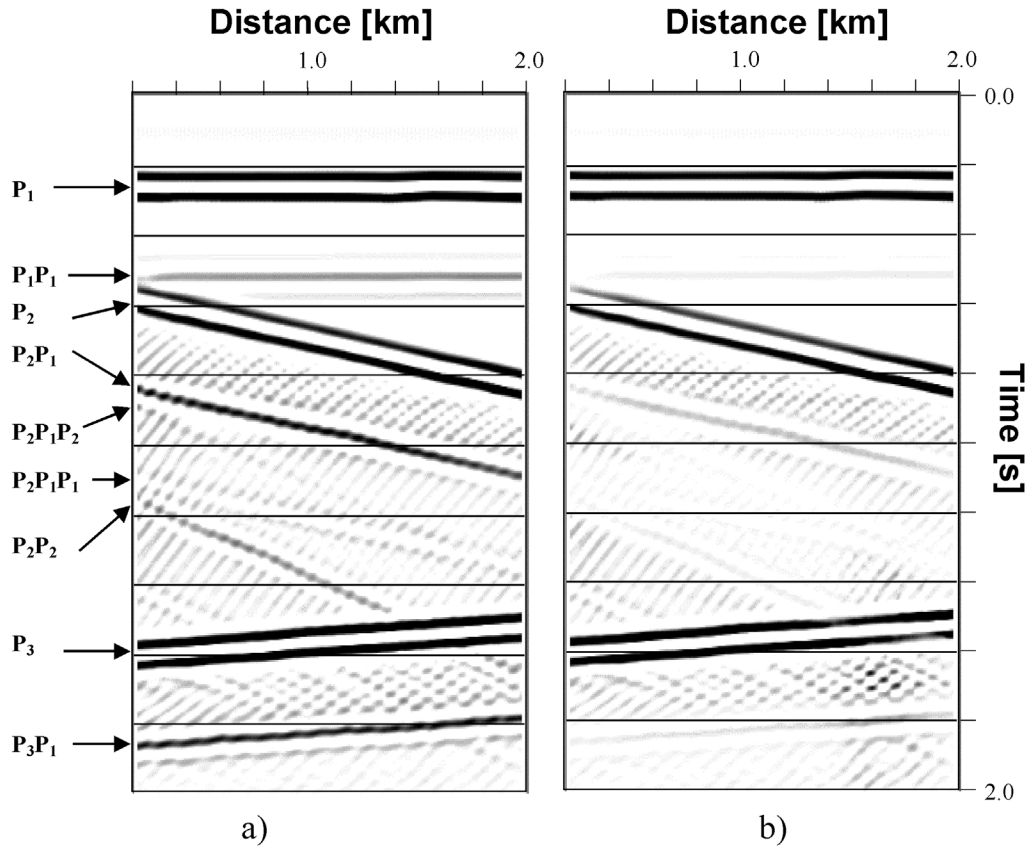 Distance [km]
Distance [km]
1.0
2.0
1.0
2.0
0.0
P₁
P₁P₁
P₂
P₂P₁
P₂P₁P₂
P₂P₁P₁
P₂P₂
P₃
P₃P₁
Time [s]
2.0
a)
b)